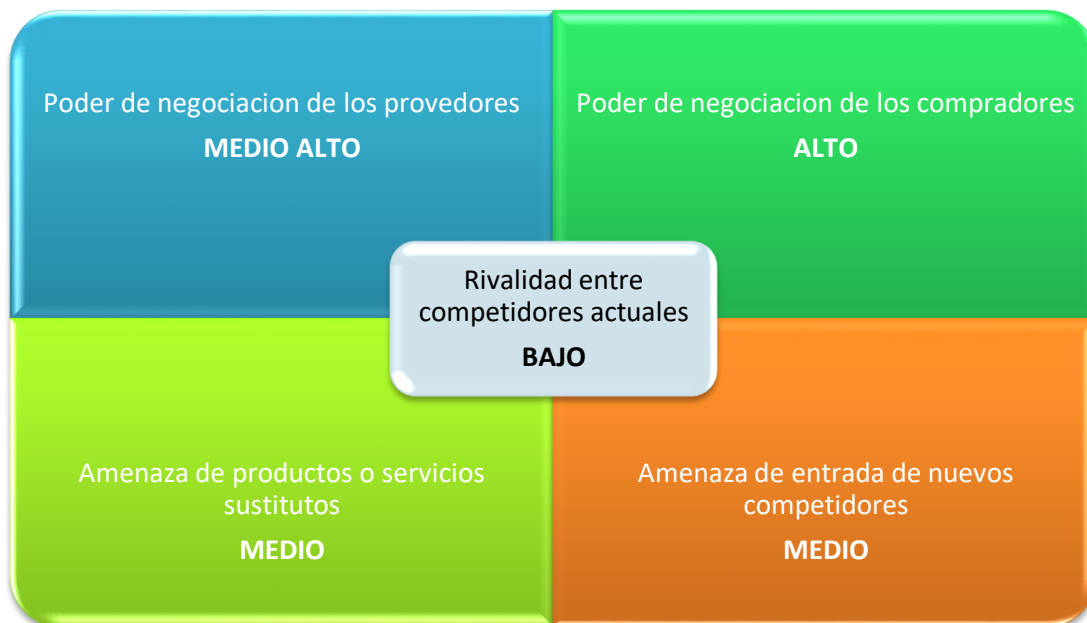 Poder de negociacion de los provedores
MEDIO ALTO
Poder de negociacion de los compradores
ALTO
Rivalidad entre
competidores actuales
BAJO
Amenaza de productos o servicios
sustitutos
MEDIO
Amenaza de entrada de nuevos
competidores
MEDIO